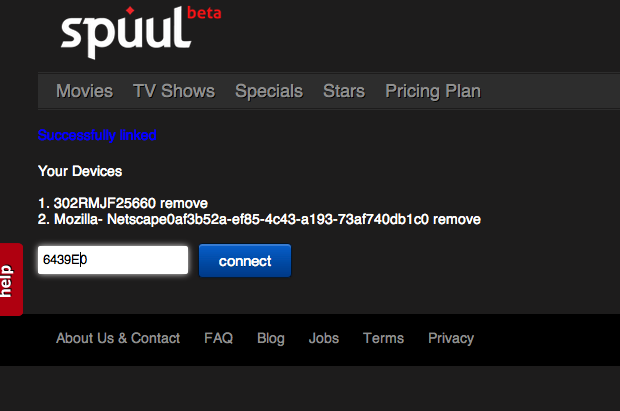 spuul beta
Movies TV Shows Specials Stars Pricing Plan
Successfully linked
Your Devices
1. 302RMJF25660 remove
2. Mozilla- Netscape0af3b52a-ef85-4c43-a193-73af740db1c0 remove
6439E0 connect
help
About Us & Contact FAQ Blog Jobs Terms Privacy